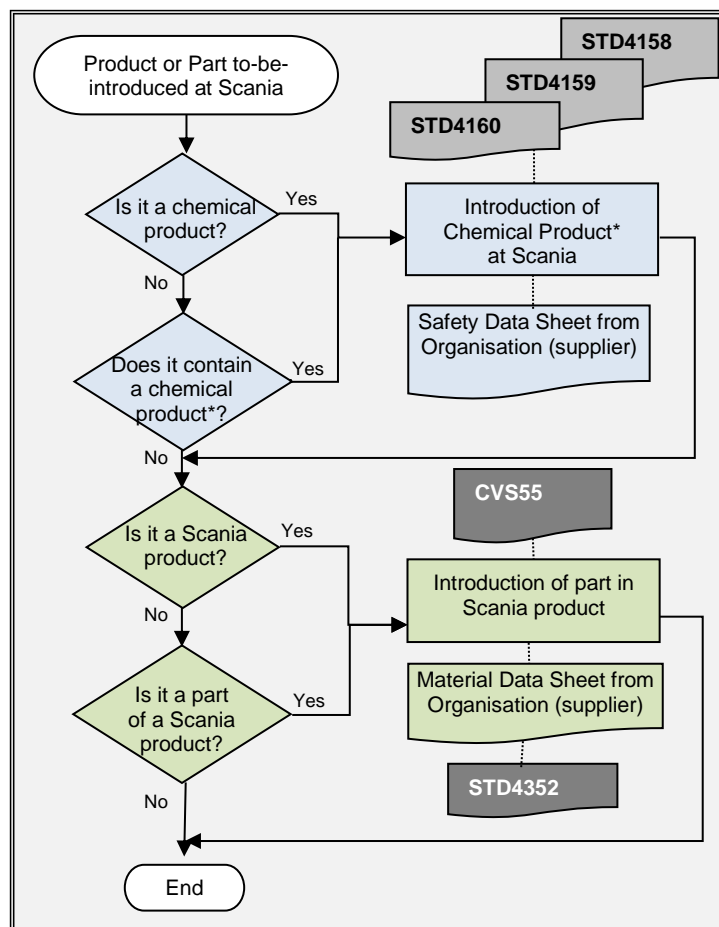 Product or Part to-be-
introduced at Scania
STD4158
STD4159
STD4160
Is it a chemical
product?
Yes
No
Introduction of
Chemical Product*
at Scania
Safety Data Sheet from
Organisation (supplier)
Does it contain
a chemical
product*?
Yes
No
CVS55
Is it a Scania
product?
Yes
No
Introduction of part in
Scania product
Material Data Sheet from
Organisation (supplier)
Is it a part
of a Scania
product?
Yes
No
STD4352
End